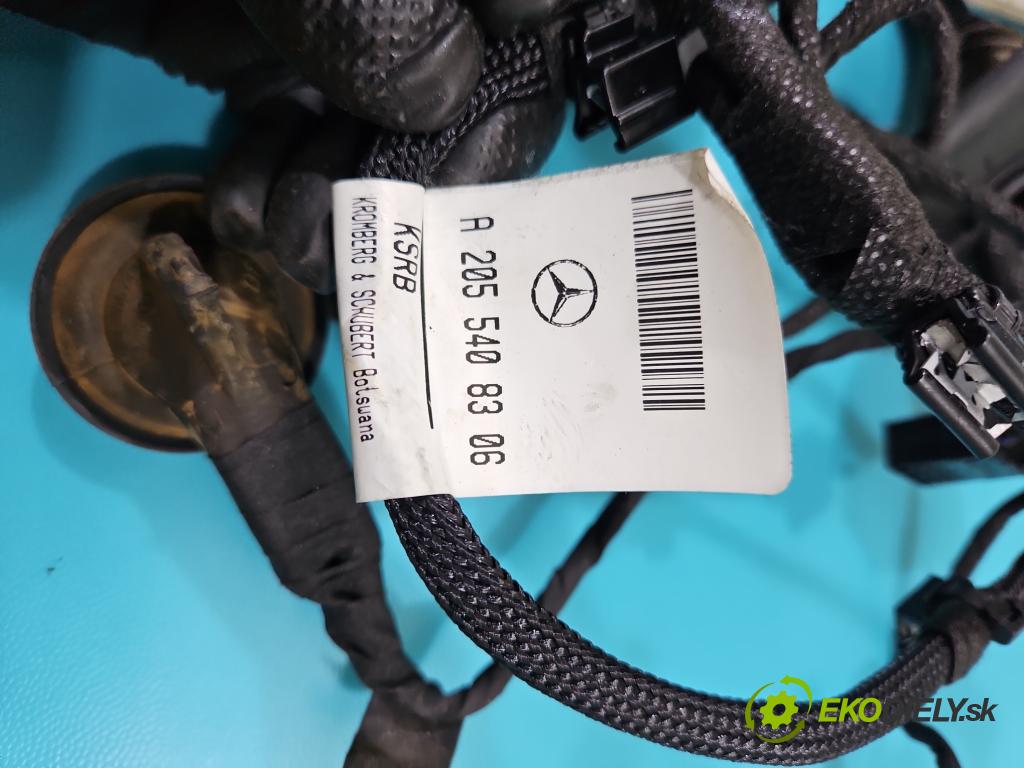 A 205 540 83 06
KSRB
KROMBERG & SCHUBERT Botswana
EKODIELY.sk